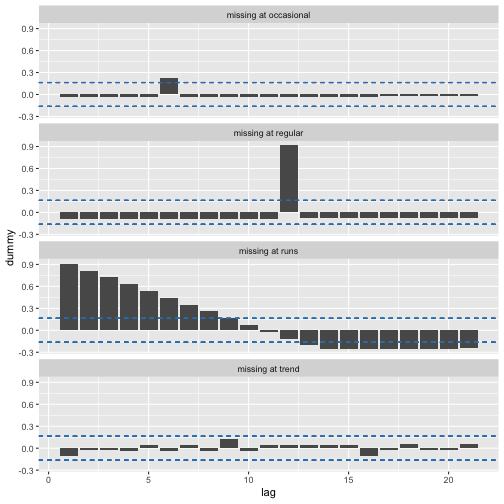 missing at occasional
0.9
0.6
0.3
0.0
-0.3
missing at regular
0.9
0.6
0.3
0.0
-0.3
missing at runs
0.9
0.6
0.3
0.0
-0.3
missing at trend
0.9
0.6
0.3
0.0
-0.3
dummy
0 5 10 15 20
lag